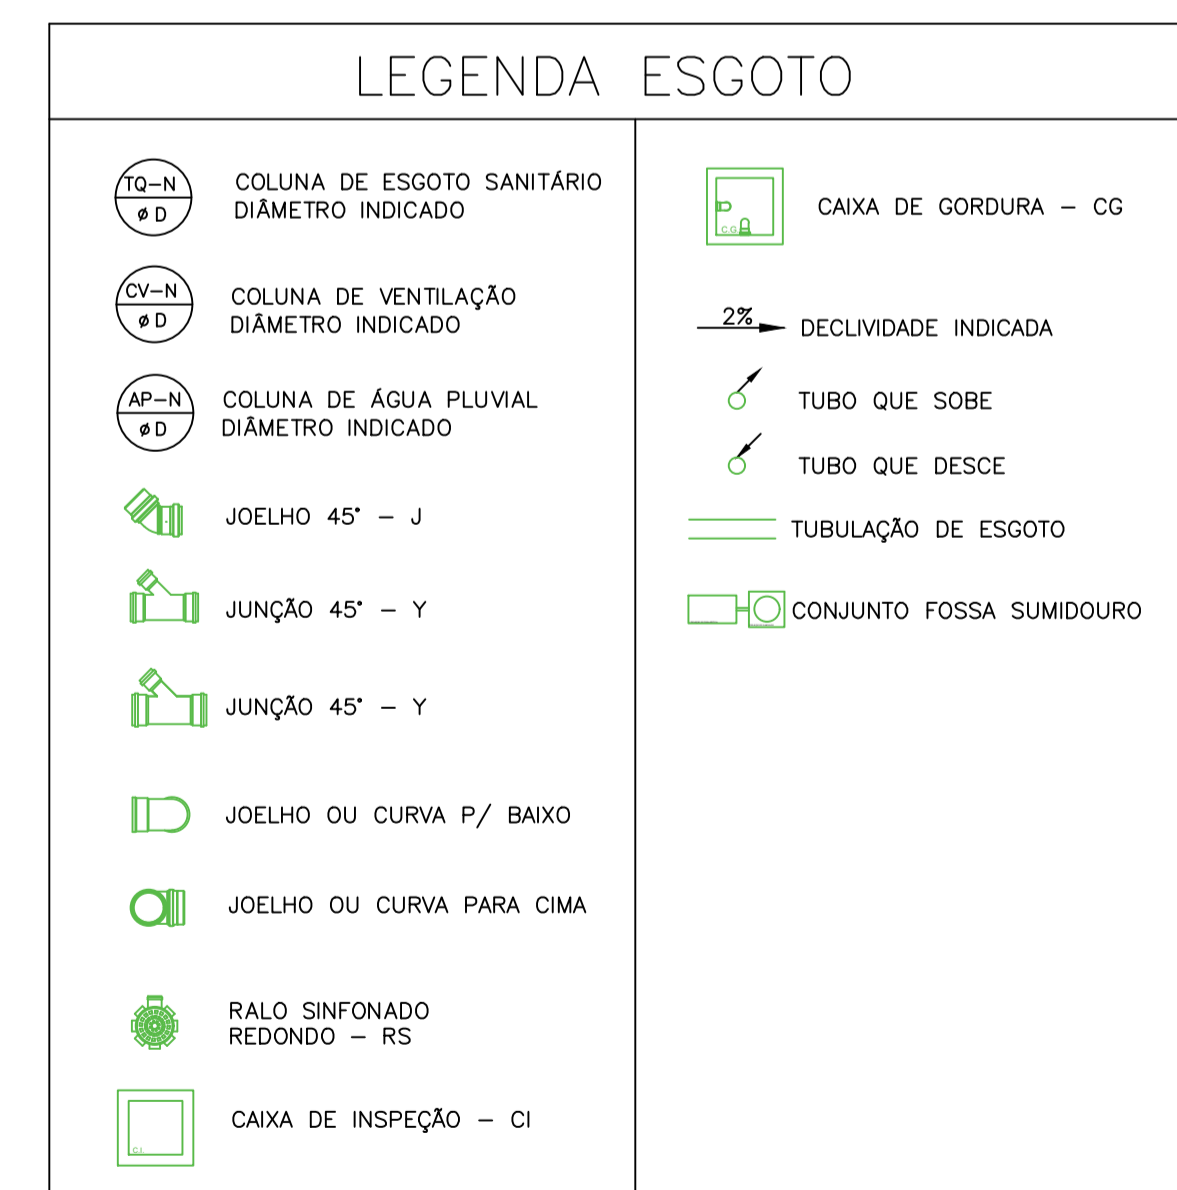 LEGENDA ESGOTO
TQ-N
ø D
COLUNA DE ESGOTO SANITÁRIO
DIÂMETRO INDICADO
CV-N
ø D
COLUNA DE VENTILAÇÃO
DIÂMETRO INDICADO
AP-N
ø D
COLUNA DE ÁGUA PLUVIAL
DIÂMETRO INDICADO
JOELHO 45° - J
JUNÇÃO 45° - Y
JUNÇÃO 45° - Y
JOELHO OU CURVA P/ BAIXO
JOELHO OU CURVA PARA CIMA
RALO SINFONADO
REDONDO - RS
C.I.
CAIXA DE INSPEÇÃO - CI
C.G.
CAIXA DE GORDURA - CG
2%
DECLIVIDADE INDICADA
TUBO QUE SOBE
TUBO QUE DESCE
TUBULAÇÃO DE ESGOTO
CONJUNTO FOSSA SUMIDOURO